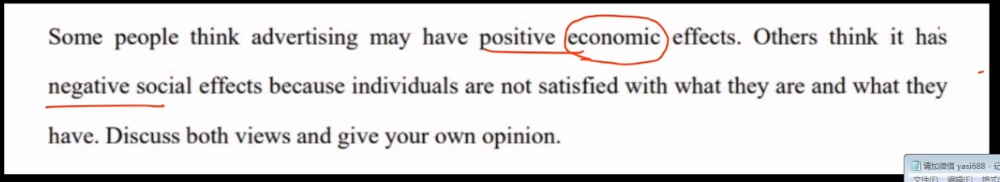 Some people think advertising may have positive economic effects. Others think it has
negative social effects because individuals are not satisfied with what they are and what they
have. Discuss both views and give your own opinion.
请加微信 yasi688 - 记
文件(F) 编辑(E) 格式(